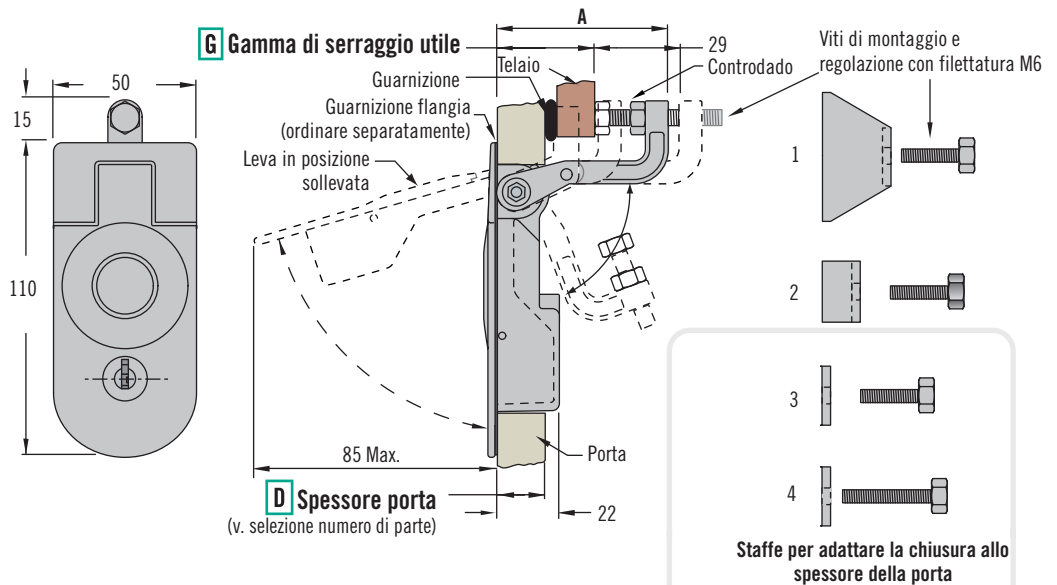 A
G Gamma di serraggio utile
29
Viti di montaggio e
regolazione con filettatura M6
Telaio
Controdado
Guarnizione
Guarnizione flangia
(ordinare separatamente)
Leva in posizione
sollevata
50
15
110
1
2
3
4
85 Max.
Porta
D Spessore porta
(v. selezione numero di parte)
22
Staffe per adattare la chiusura allo
spessore della porta